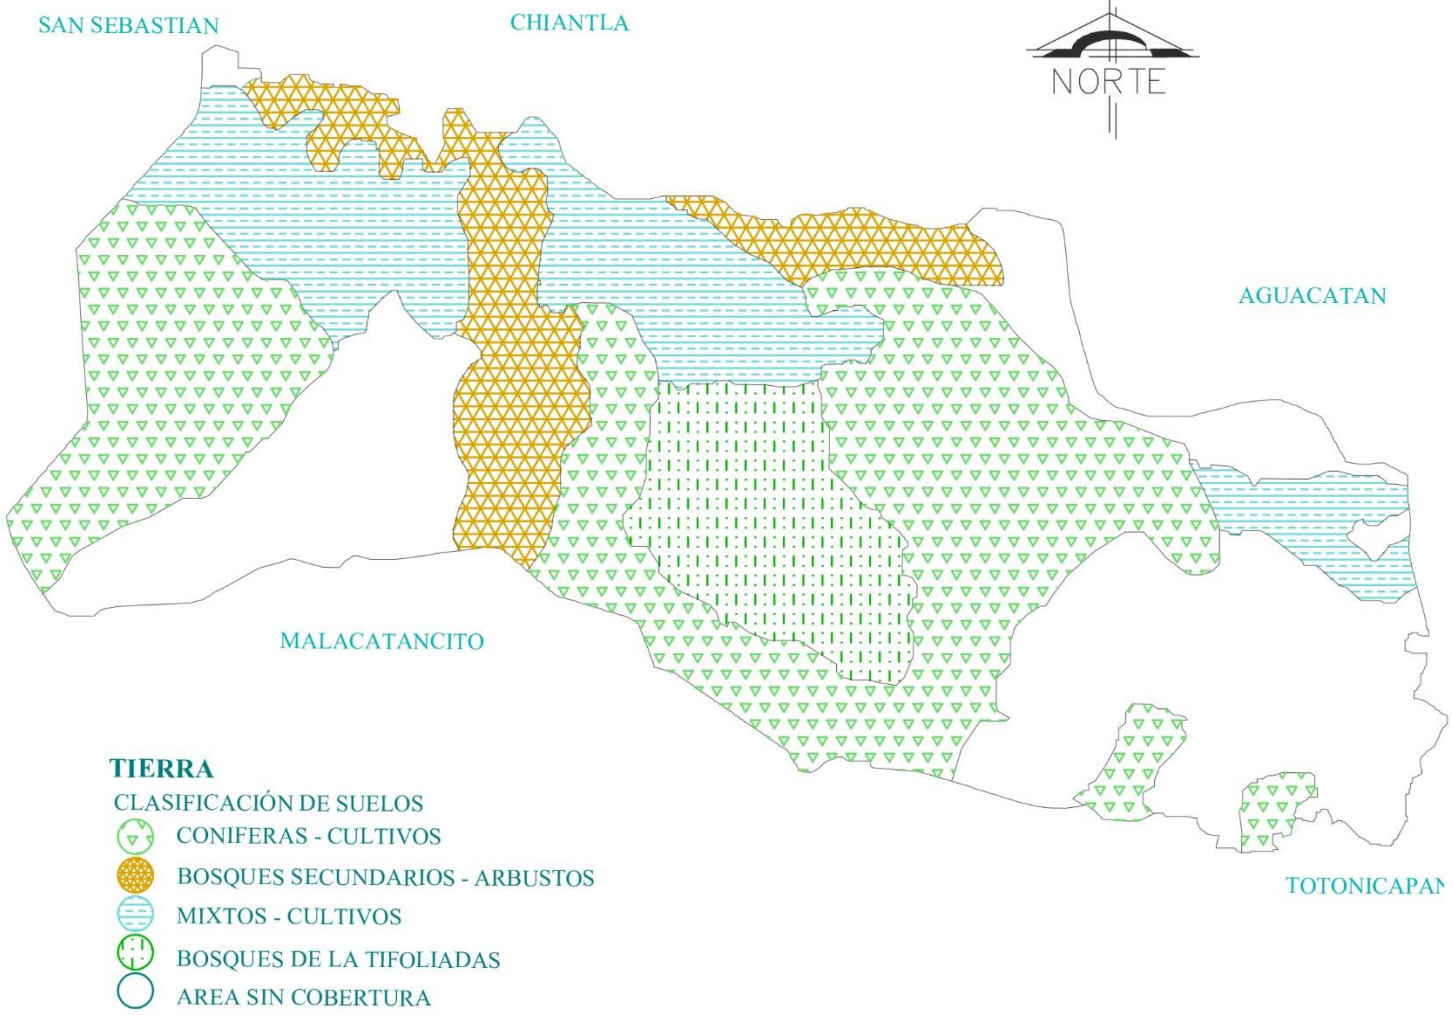 SAN SEBASTIAN
CHIANTLA
NORTE
AGUACATAN
MALACATANCITO
TIERRA
CLASIFICACIÓN DE SUELOS
CONIFERAS - CULTIVOS
BOSQUES SECUNDARIOS - ARBUSTOS
TOTONICAPAN
MIXTOS - CULTIVOS
BOSQUES DE LA TIFOLIADAS
AREA SIN COBERTURA